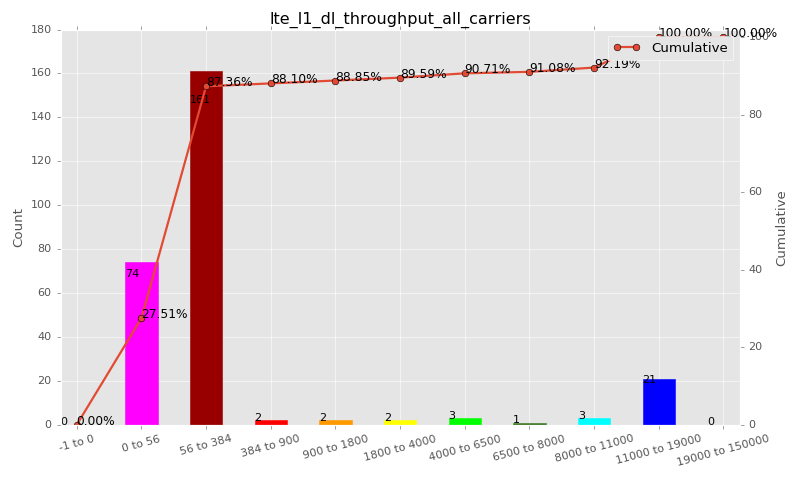 lte_l1_dl_throughput_all_carriers
Cumulative
Count
Cumulative
180
160
140
120
100
80
60
40
20
0
100
80
60
40
20
0
0
74
161
2
2
2
3
1
3
21
0
0.00%
27.51%
87.36%
88.10%
88.85%
89.59%
90.71%
91.08%
92.19%
100.00%
100.00%
-1 to 0
0 to 56
56 to 384
384 to 900
900 to 1800
1800 to 4000
4000 to 6500
6500 to 8000
8000 to 11000
11000 to 19000
19000 to 150000